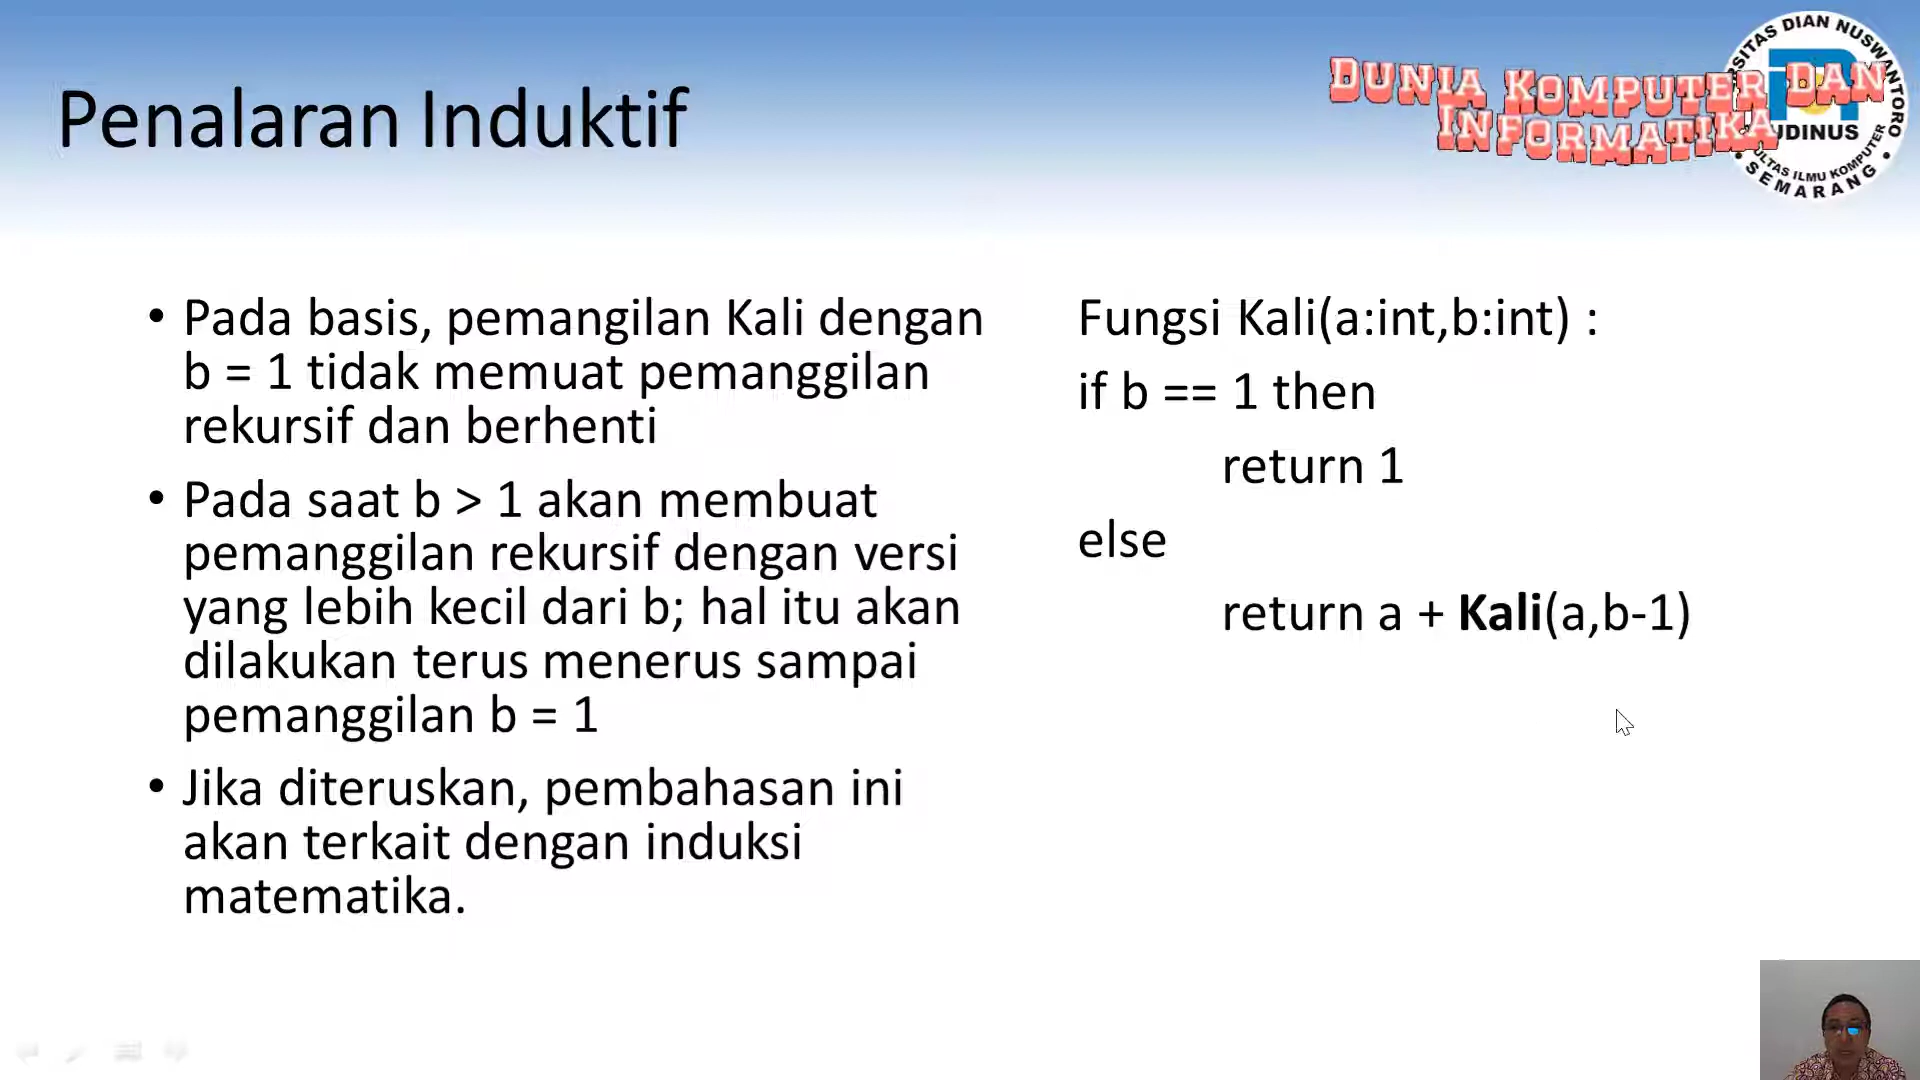 Penalaran Induktif
DUNIA KOMPUTER DAN
INFORMATIKA
DIAN NUSWANTORO
UDINUS
ILMU KOMPUTER
SEMARANG
• Pada basis, pemangilan Kali dengan
b = 1 tidak memuat pemanggilan
rekursif dan berhenti
• Pada saat b > 1 akan membuat
pemanggilan rekursif dengan versi
yang lebih kecil dari b; hal itu akan
dilakukan terus menerus sampai
pemanggilan b = 1
• Jika diteruskan, pembahasan ini
akan terkait dengan induksi
matematika.
Fungsi Kali(a:int,b:int) :
if b == 1 then
return 1
else
return a + Kali(a,b-1)